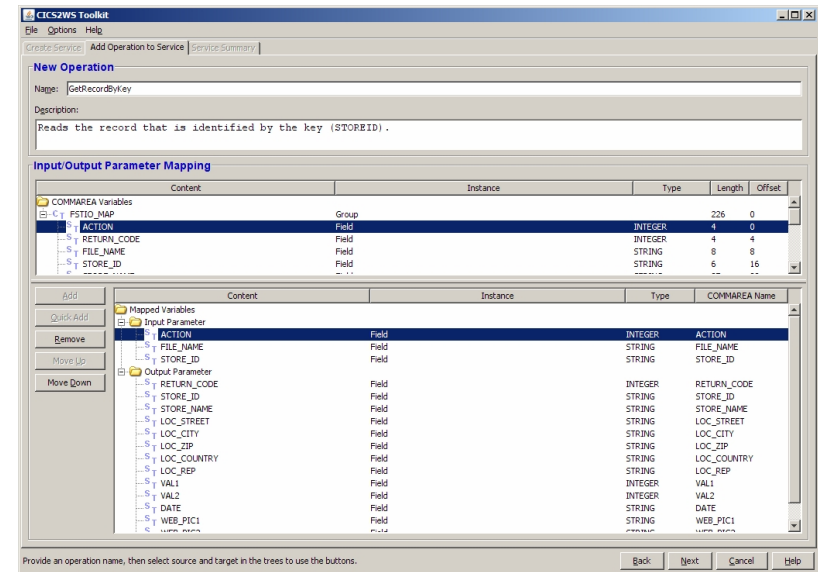 CICS2WS Toolkit
File Options Help
Create Service Add Operation to Service Service Summary
New Operation
Name: GetRecordByKey
Description:
Reads the record that is identified by the key (STOREID).
Input/Output Parameter Mapping
Content Instance Type Length Offset
COMMAREA Variables
FSTIO_MAP Group 226 0
ACTION Field INTEGER 4 0
RETURN_CODE Field INTEGER 4 4
FILE_NAME Field STRING 8 8
STORE_ID Field STRING 6 16
Add
Quick Add
Remove
Move Up
Move Down
Content Instance Type COMMAREA Name
Mapped Variables
Input Parameter
ACTION Field INTEGER ACTION
FILE_NAME Field STRING FILE_NAME
STORE_ID Field STRING STORE_ID
Output Parameter
RETURN_CODE Field INTEGER RETURN_CODE
STORE_ID Field STRING STORE_ID
STORE_NAME Field STRING STORE_NAME
LOC_STREET Field STRING LOC_STREET
LOC_CITY Field STRING LOC_CITY
LOC_ZIP Field STRING LOC_ZIP
LOC_COUNTRY Field STRING LOC_COUNTRY
LOC_REP Field STRING LOC_REP
VAL1 Field INTEGER VAL1
VAL2 Field INTEGER VAL2
DATE Field STRING DATE
WEB_PIC1 Field STRING WEB_PIC1
Provide an operation name, then select source and target in the trees to use the buttons.
Back Next Cancel Help